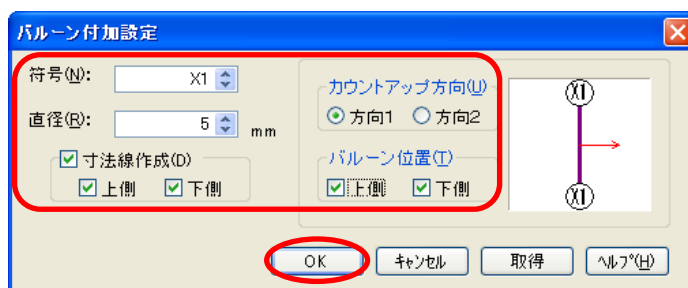 バルーン付加設定
符号(N):
X1
直径(R):
5
mm
寸法線作成(D)
上側
下側
カウントアップ方向(U)
方向1
方向2
バルーン位置(T)
上側
下側
X1
X1
OK
キャンセル
取得
ヘルプ(H)